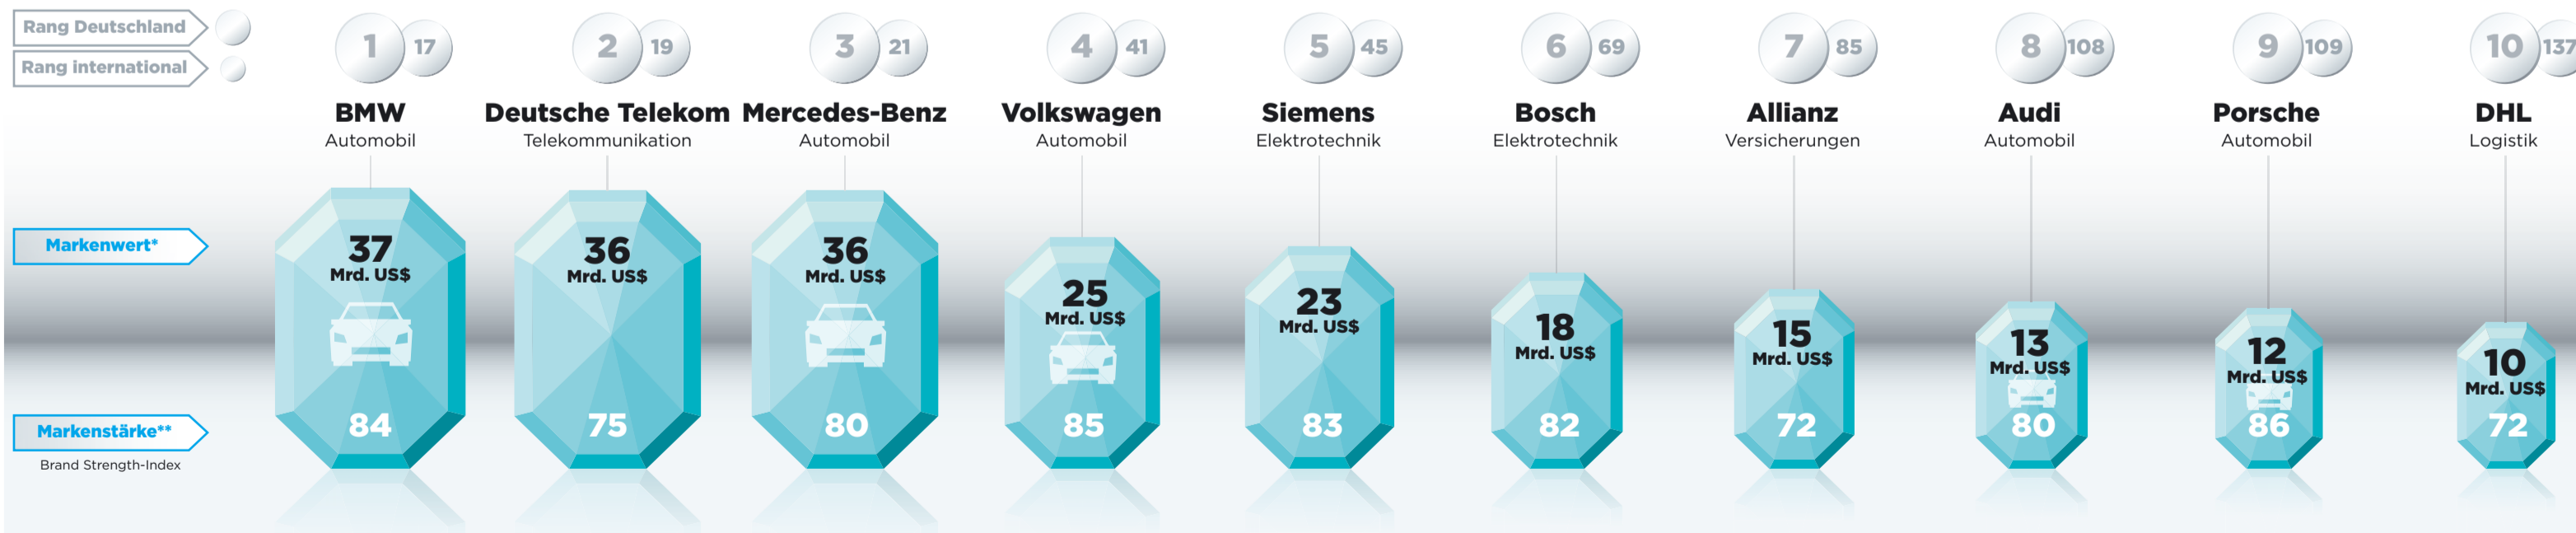 Rang Deutschland
Rang international
1 17
2 19
3 21
4 41
5 45
6 69
7 85
8 108
9 109
10 137
BMW
Automobil
Deutsche Telekom
Telekommunikation
Mercedes-Benz
Automobil
Volkswagen
Automobil
Siemens
Elektrotechnik
Bosch
Elektrotechnik
Allianz
Versicherungen
Audi
Automobil
Porsche
Automobil
DHL
Logistik
Markenwert*
37
Mrd. US$
36
Mrd. US$
36
Mrd. US$
25
Mrd. US$
23
Mrd. US$
18
Mrd. US$
15
Mrd. US$
13
Mrd. US$
12
Mrd. US$
10
Mrd. US$
Markenstärke**
Brand Strength-Index
84
75
80
85
83
82
72
80
86
72